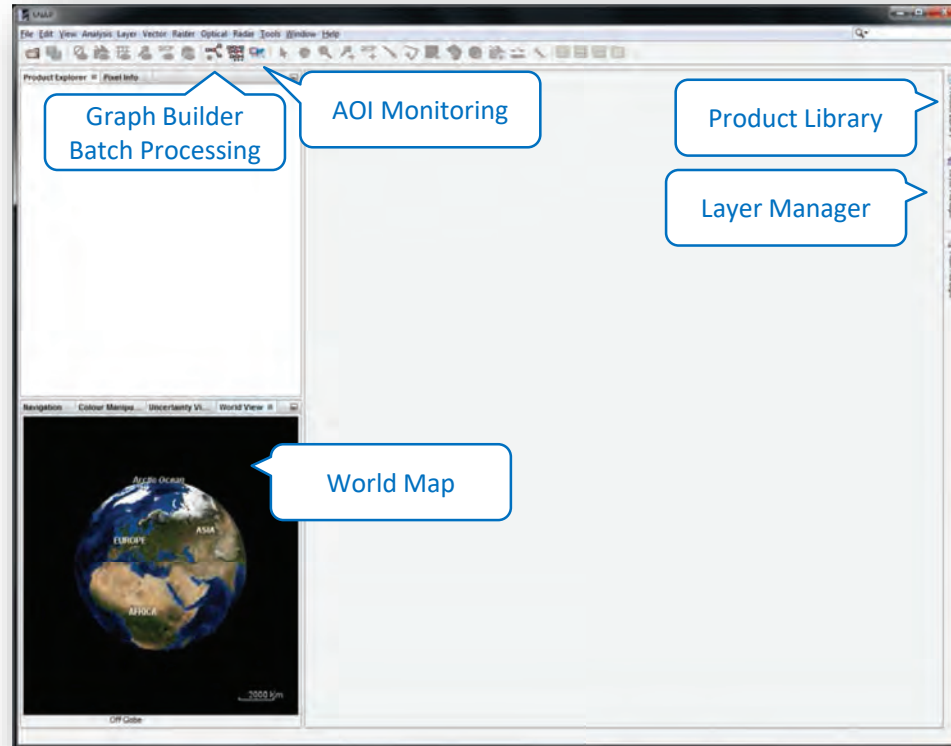 SNAP
File Edit View Analysis Layer Vector Raster Optical Radar Tools Window Help
Product Explorer Pixel Info
Graph Builder
Batch Processing
AOI Monitoring
Product Library
Layer Manager
Navigation Colour Manipu... Uncertainty Vi... World View
World Map
Arctic Ocean
EUROPE
ASIA
AFRICA
2000 km
Off Globe